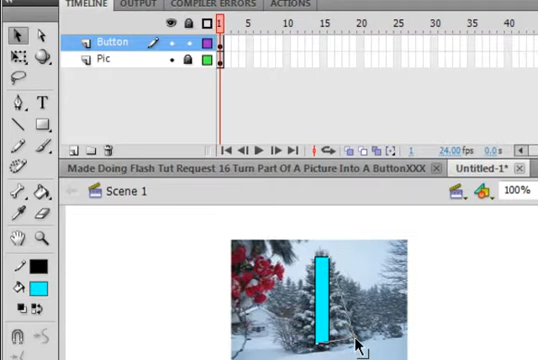 TIMELINE OUTPUT COMPILER ERRORS ACTIONS
1 5 10 15 20 25 30 35 40
Button
Pic
1 24.00 fps 0.0 s
Made Doing Flash Tut Request 16 Turn Part Of A Picture Into A ButtonXXX Untitled-1*
Scene 1 100%
T